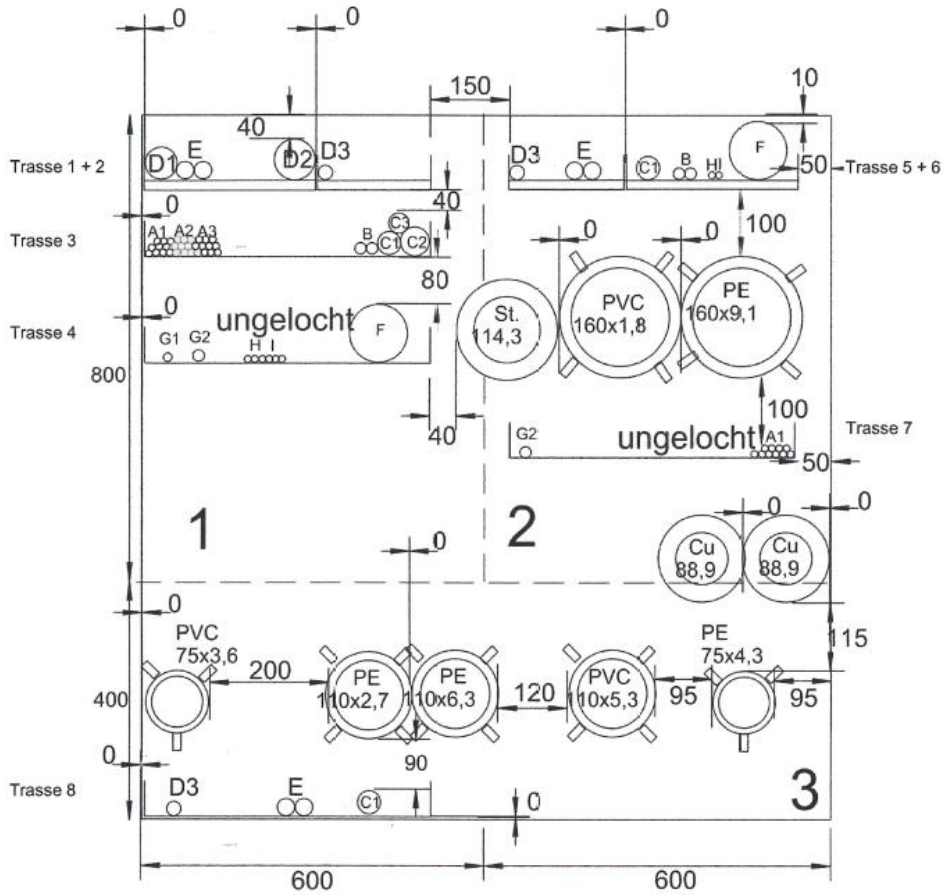 0 0 0
150 10
40
D1 E D2 D3 D3 E C1 B HI F
Trasse 1 + 2 50 Trasse 5 + 6
0 40 100
Trasse 3 A1 A2 A3 B C3 C1 C2 0 0
80
0
Trasse 4 G1 G2 ungelocht H I F
St.
114,3
PVC
160x1,8
PE
160x9,1
800
40 100
G2 ungelocht A1 Trasse 7
50
1 2 0 0
Cu
88,9
Cu
88,9
0
0
PVC
75x3,6
PE
75x4,3
115
200
PE
110x2,7
PE
110x6,3
120
PVC
110x5,3
95 95
400
0 90
Trasse 8 D3 E C1 0 3
600 600